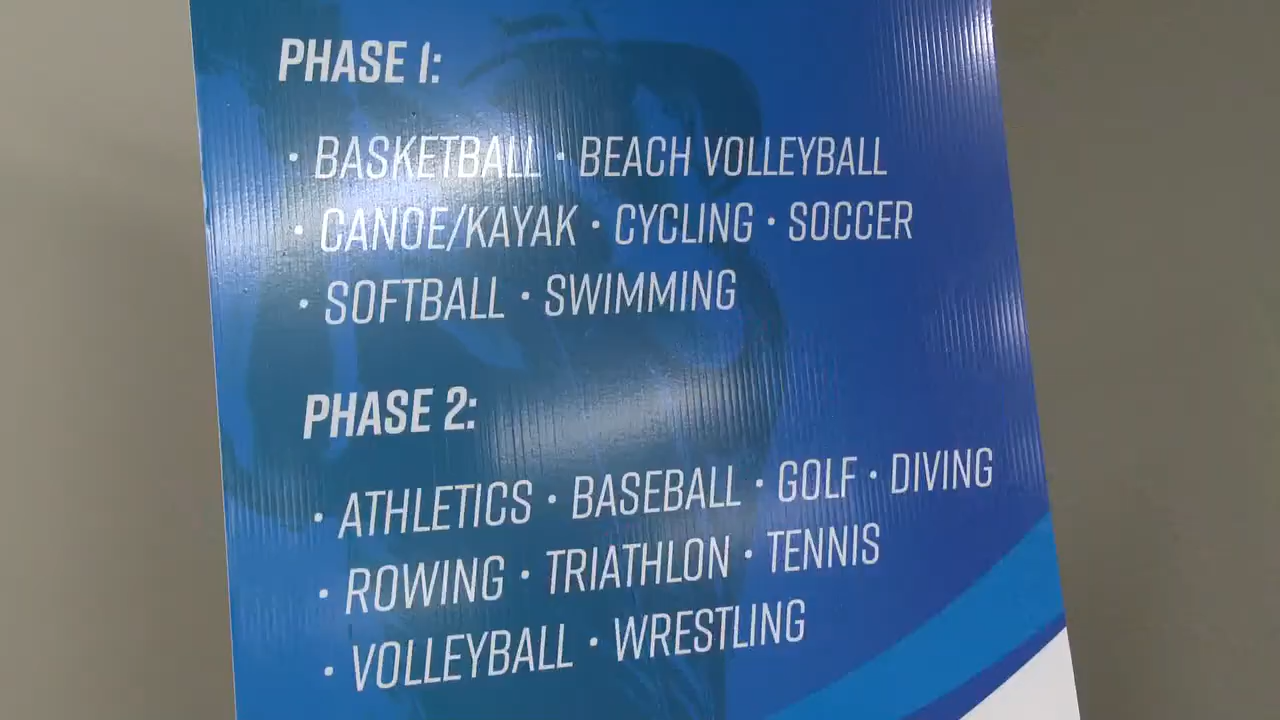 PHASE 1:
• BASKETBALL • BEACH VOLLEYBALL
• CANOE/KAYAK • CYCLING • SOCCER
• SOFTBALL • SWIMMING
PHASE 2:
• ATHLETICS • BASEBALL • GOLF • DIVING
• ROWING • TRIATHLON • TENNIS
• VOLLEYBALL • WRESTLING